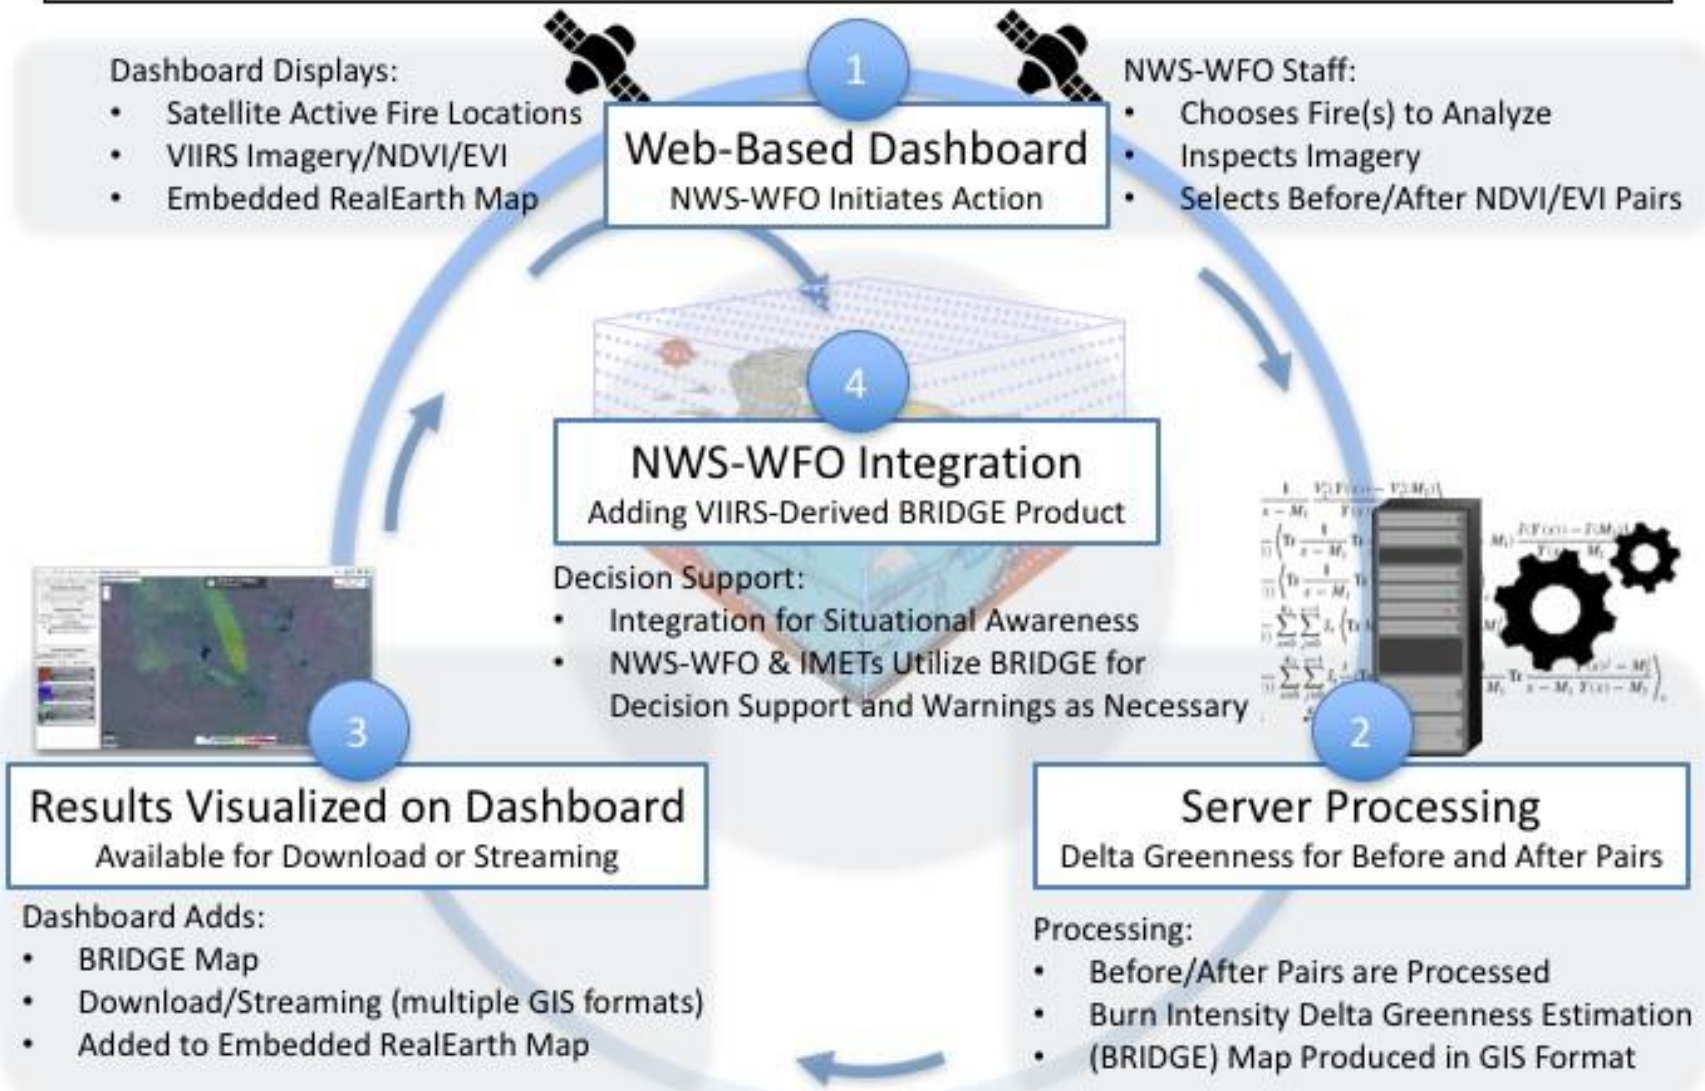 Dashboard Displays:
• Satellite Active Fire Locations
• VIIRS Imagery/NDVI/EVI
• Embedded RealEarth Map
1
Web-Based Dashboard
NWS-WFO Initiates Action
NWS-WFO Staff:
• Chooses Fire(s) to Analyze
• Inspects Imagery
• Selects Before/After NDVI/EVI Pairs
4
NWS-WFO Integration
Adding VIIRS-Derived BRIDGE Product
Decision Support:
• Integration for Situational Awareness
• NWS-WFO & IMETs Utilize BRIDGE for
Decision Support and Warnings as Necessary
3
Results Visualized on Dashboard
Available for Download or Streaming
Dashboard Adds:
• BRIDGE Map
• Download/Streaming (multiple GIS formats)
• Added to Embedded RealEarth Map
2
Server Processing
Delta Greenness for Before and After Pairs
Processing:
• Before/After Pairs are Processed
• Burn Intensity Delta Greenness Estimation
• (BRIDGE) Map Produced in GIS Format